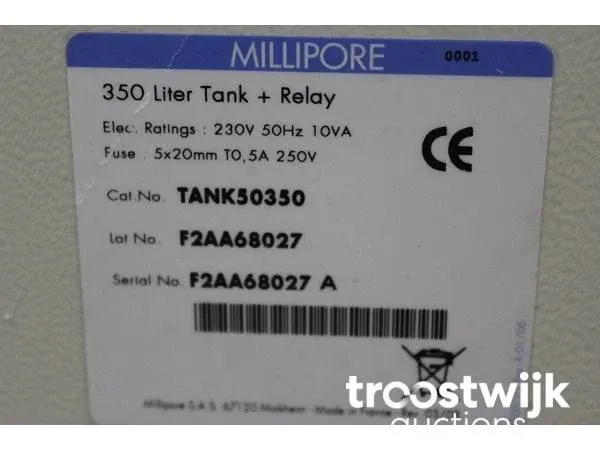 MILLIPORE 0001
350 Liter Tank + Relay
Elec. Ratings : 230V 50Hz 10VA
Fuse : 5x20mm T0,5A 250V
CE
Cat.No. TANK50350
Lot No. F2AA68027
Serial No. F2AA68027 A
Millipore S.A.S. 67120 Molsheim - Made in France - Rev.
troostwijk
auctions